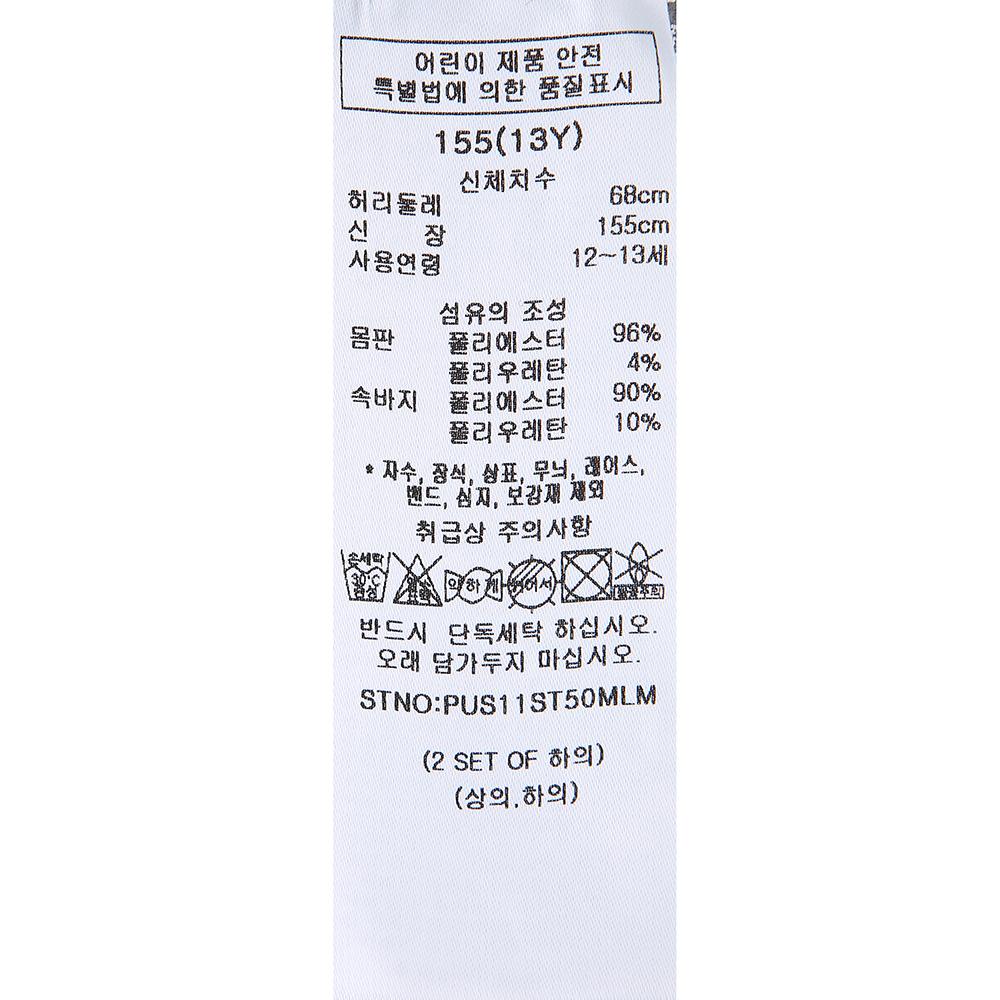 어린이 제품 안전
특별법에 의한 품질표시
155(13Y)
신체치수
허리둘레 68cm
신 장 155cm
사용연령 12~13세
섬유의 조성
몸판 폴리에스터 96%
폴리우레탄 4%
속바지 폴리에스터 90%
폴리우레탄 10%
* 자수, 장식, 상표, 무늬, 레이스,
밴드, 심지, 보강재 제외
취급상 주의사항
손세탁 30℃ 중성 약하게
반드시 단독세탁 하십시오.
오래 담가두지 마십시오.
STNO:PUS11ST50MLM
(2 SET OF 하의)
(상의,하의)